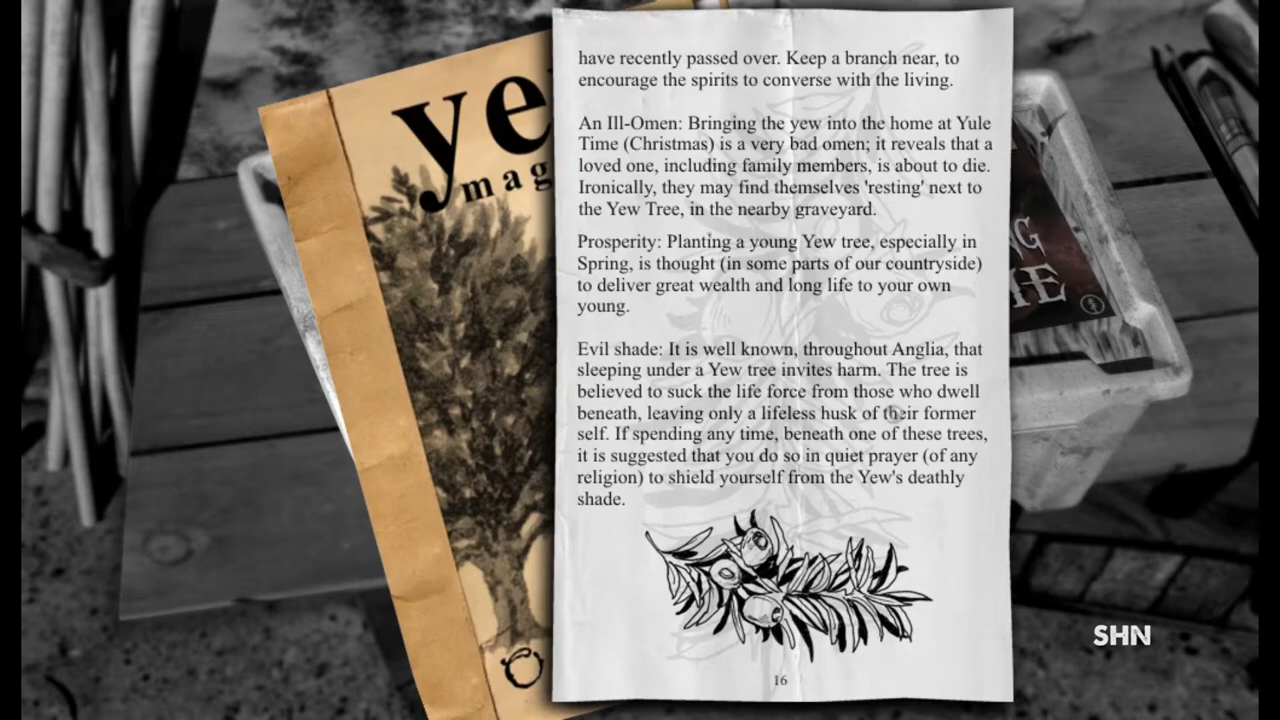 ye
mag
have recently passed over. Keep a branch near, to
encourage the spirits to converse with the living.
An Ill-Omen: Bringing the yew into the home at Yule
Time (Christmas) is a very bad omen; it reveals that a
loved one, including family members, is about to die.
Ironically, they may find themselves 'resting' next to
the Yew Tree, in the nearby graveyard.
Prosperity: Planting a young Yew tree, especially in
Spring, is thought (in some parts of our countryside)
to deliver great wealth and long life to your own
young.
Evil shade: It is well known, throughout Anglia, that
sleeping under a Yew tree invites harm. The tree is
believed to suck the life force from those who dwell
beneath, leaving only a lifeless husk of their former
self. If spending any time, beneath one of these trees,
it is suggested that you do so in quiet prayer (of any
religion) to shield yourself from the Yew's deathly
shade.
16
SHN